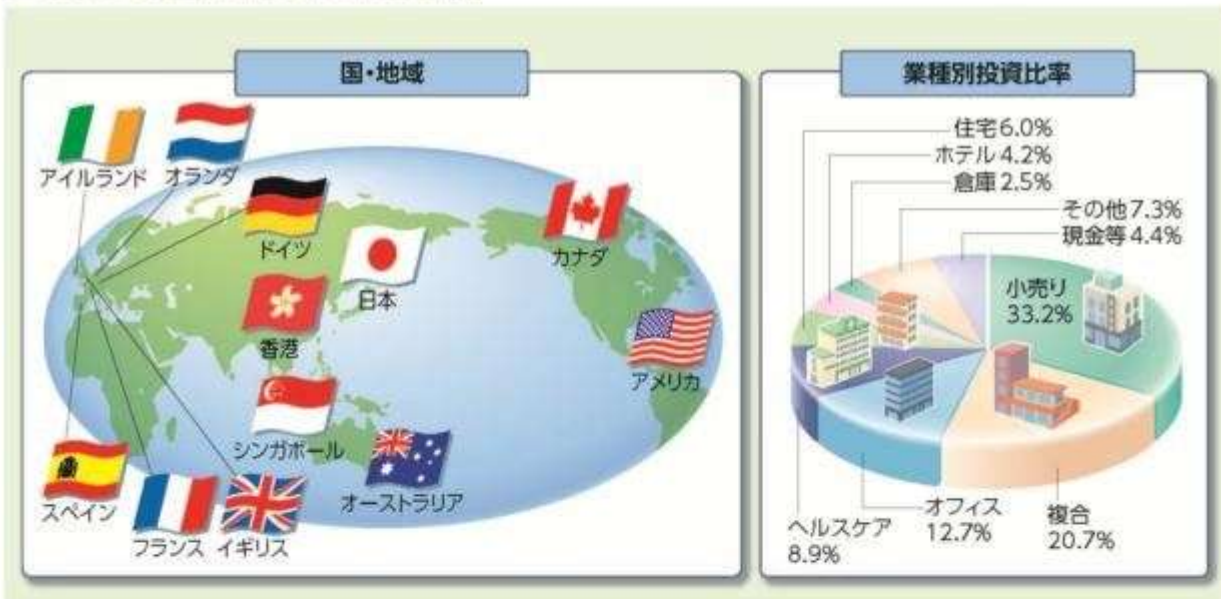 国・地域
アイルランド
オランダ
ドイツ
日本
カナダ
香港
アメリカ
シンガポール
オーストラリア
スペイン
フランス
イギリス
業種別投資比率
住宅6.0%
ホテル4.2%
倉庫2.5%
その他7.3%
現金等4.4%
小売り
33.2%
ヘルスケア
8.9%
オフィス
12.7%
複合
20.7%